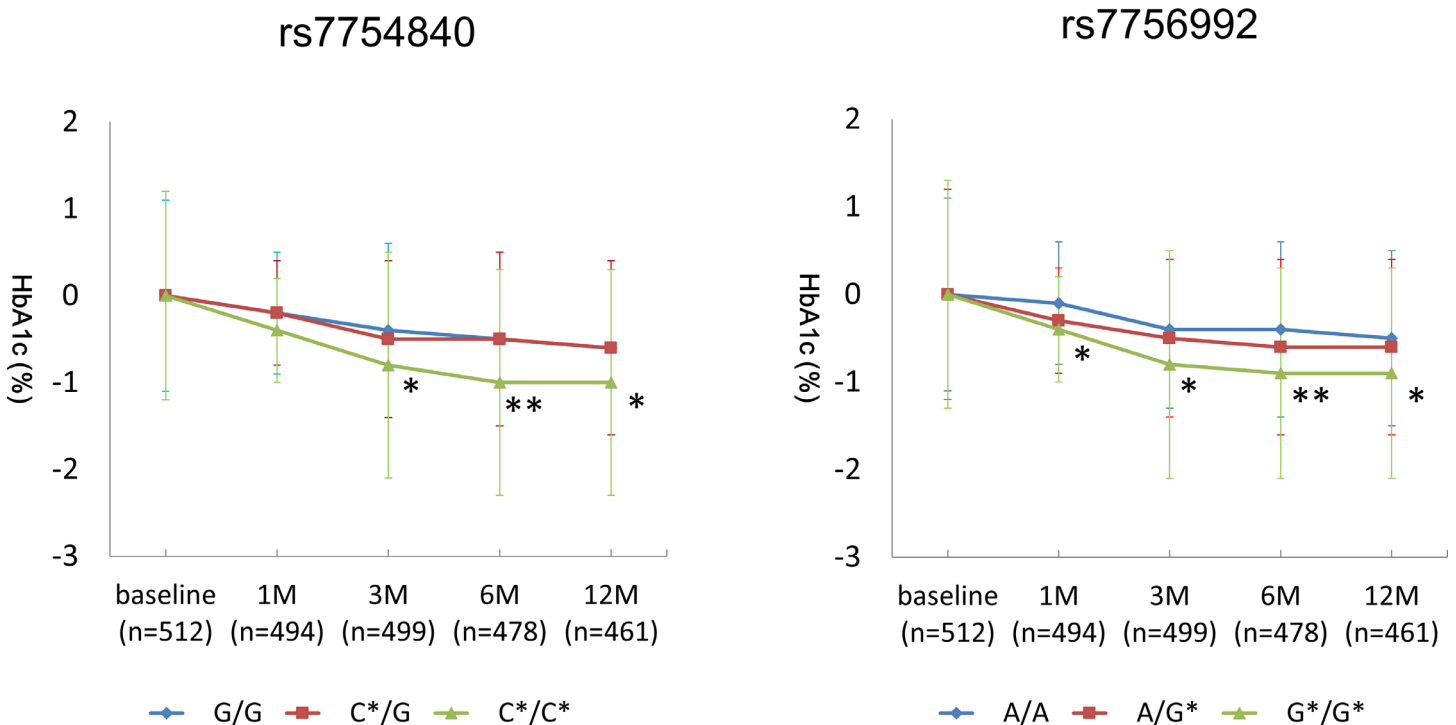 rs7754840
HbA1c (%)
2
1
0
-1
-2
-3
*
**
*
baseline 1M 3M 6M 12M
(n=512) (n=494) (n=499) (n=478) (n=461)
G/G C*/G C*/C*
rs7756992
HbA1c (%)
2
1
0
-1
-2
-3
*
*
**
*
baseline 1M 3M 6M 12M
(n=512) (n=494) (n=499) (n=478) (n=461)
A/A A/G* G*/G*